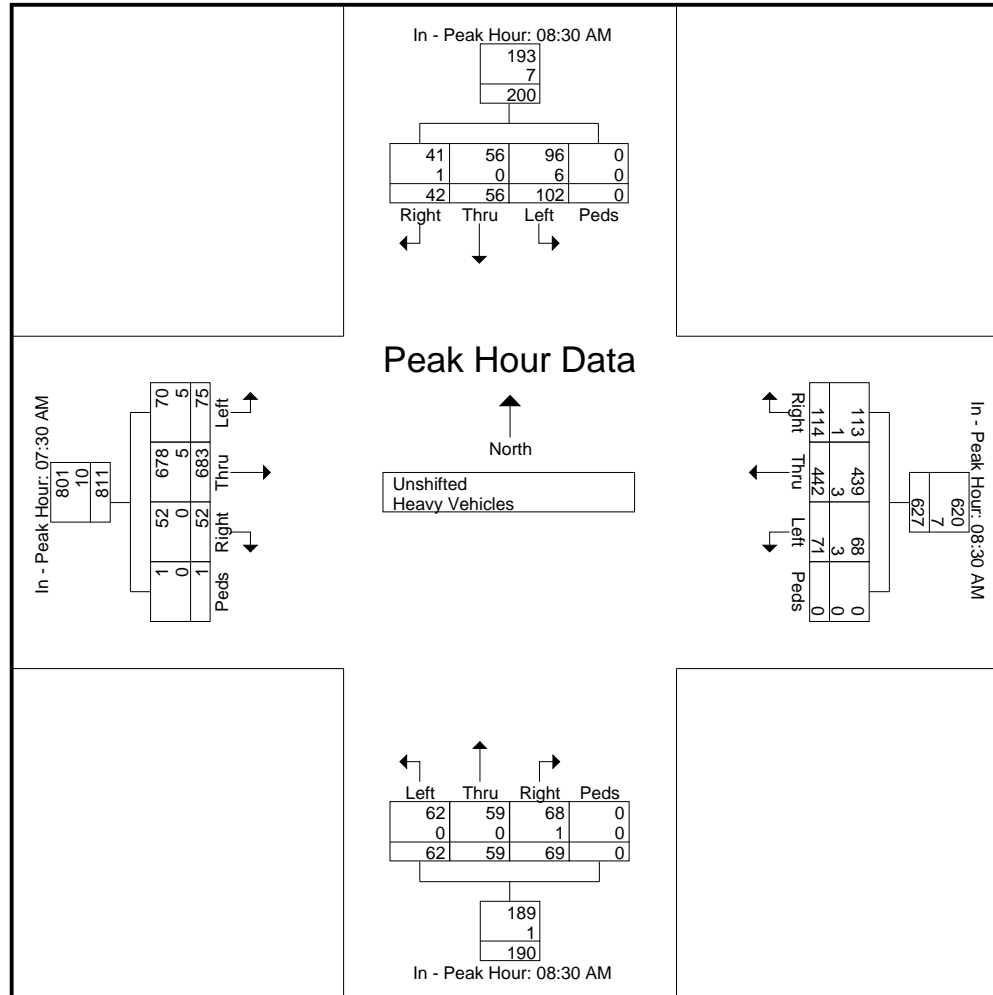 In - Peak Hour: 08:30 AM
193
7
200
41 56 96 0
1 0 6 0
42 56 102 0
Right Thru Left Peds
Peak Hour Data
North
Unshifted
Heavy Vehicles
In - Peak Hour: 07:30 AM
801
10
811
70 678 52 1
5 5 0 0
75 683 52 1
Left Thru Right Peds
In - Peak Hour: 08:30 AM
620
7
627
113 439 68 0
1 3 3 0
114 442 71 0
Right Thru Left Peds
Left Thru Right Peds
62 59 68 0
0 0 1 0
62 59 69 0
189
1
190
In - Peak Hour: 08:30 AM